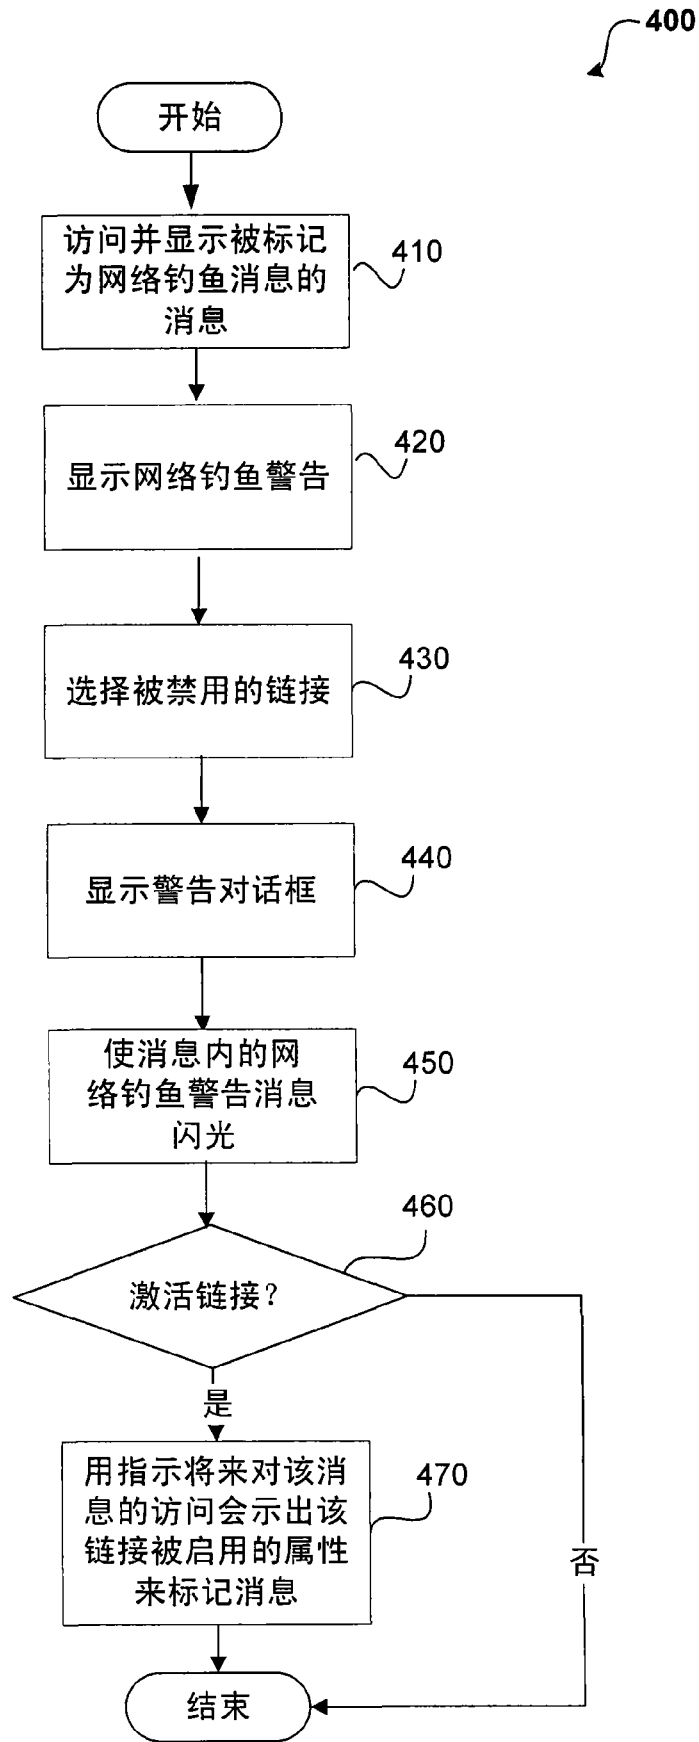 400
开始
访问并显示被标记
为网络钓鱼消息的
消息
410
显示网络钓鱼警告
420
选择被禁用的链接
430
显示警告对话框
440
使消息内的网
络钓鱼警告消息
闪光
450
激活链接？
460
是
用指示将来对该消
息的访问会示出该
链接被启用的属性
来标记消息
470
否
结束